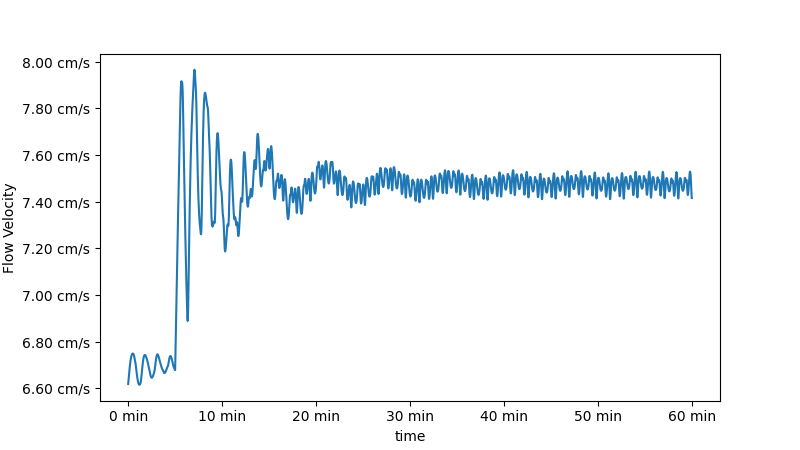 8.00 cm/s
7.80 cm/s
7.60 cm/s
7.40 cm/s
7.20 cm/s
7.00 cm/s
6.80 cm/s
6.60 cm/s
Flow Velocity
0 min 10 min 20 min 30 min 40 min 50 min 60 min
time